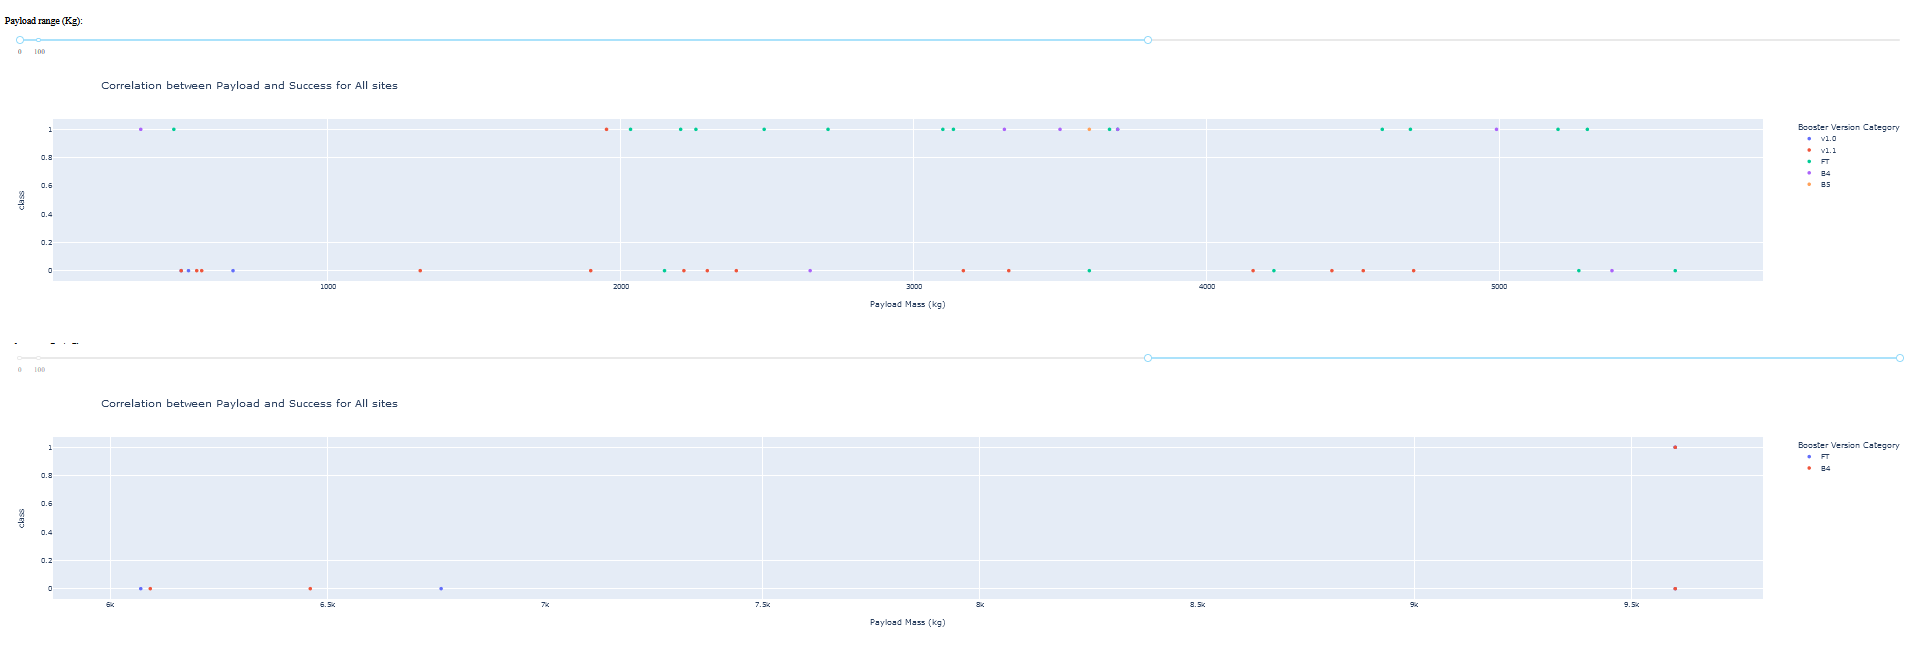 Payload range (Kg):
0 100
Correlation between Payload and Success for All sites
Booster Version Category
v1.0
v1.1
FT
B4
B5
class
1
0.8
0.6
0.4
0.2
0
1000 2000 3000 4000 5000
Payload Mass (kg)
0 100
Correlation between Payload and Success for All sites
Booster Version Category
FT
B4
class
1
0.8
0.6
0.4
0.2
0
6k 6.5k 7k 7.5k 8k 8.5k 9k 9.5k
Payload Mass (kg)